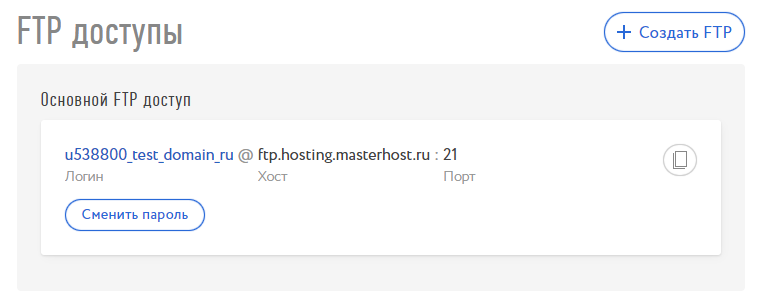 FTP доступы
+ Создать FTP
Основной FTP доступ
u538800_test_domain_ru @ ftp.hosting.masterhost.ru : 21
Логин Хост Порт
Сменить пароль